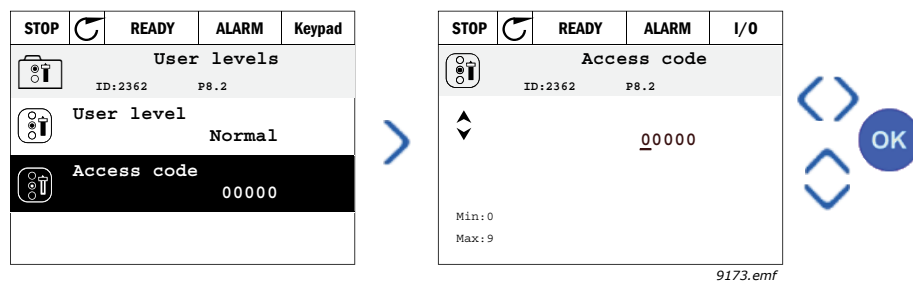 STOP READY ALARM Keypad
User levels
ID:2362 P8.2
User level
Normal
Access code
00000
STOP READY ALARM I/O
Access code
ID:2362 P8.2
00000
Min:0
Max:9
OK
9173.emf